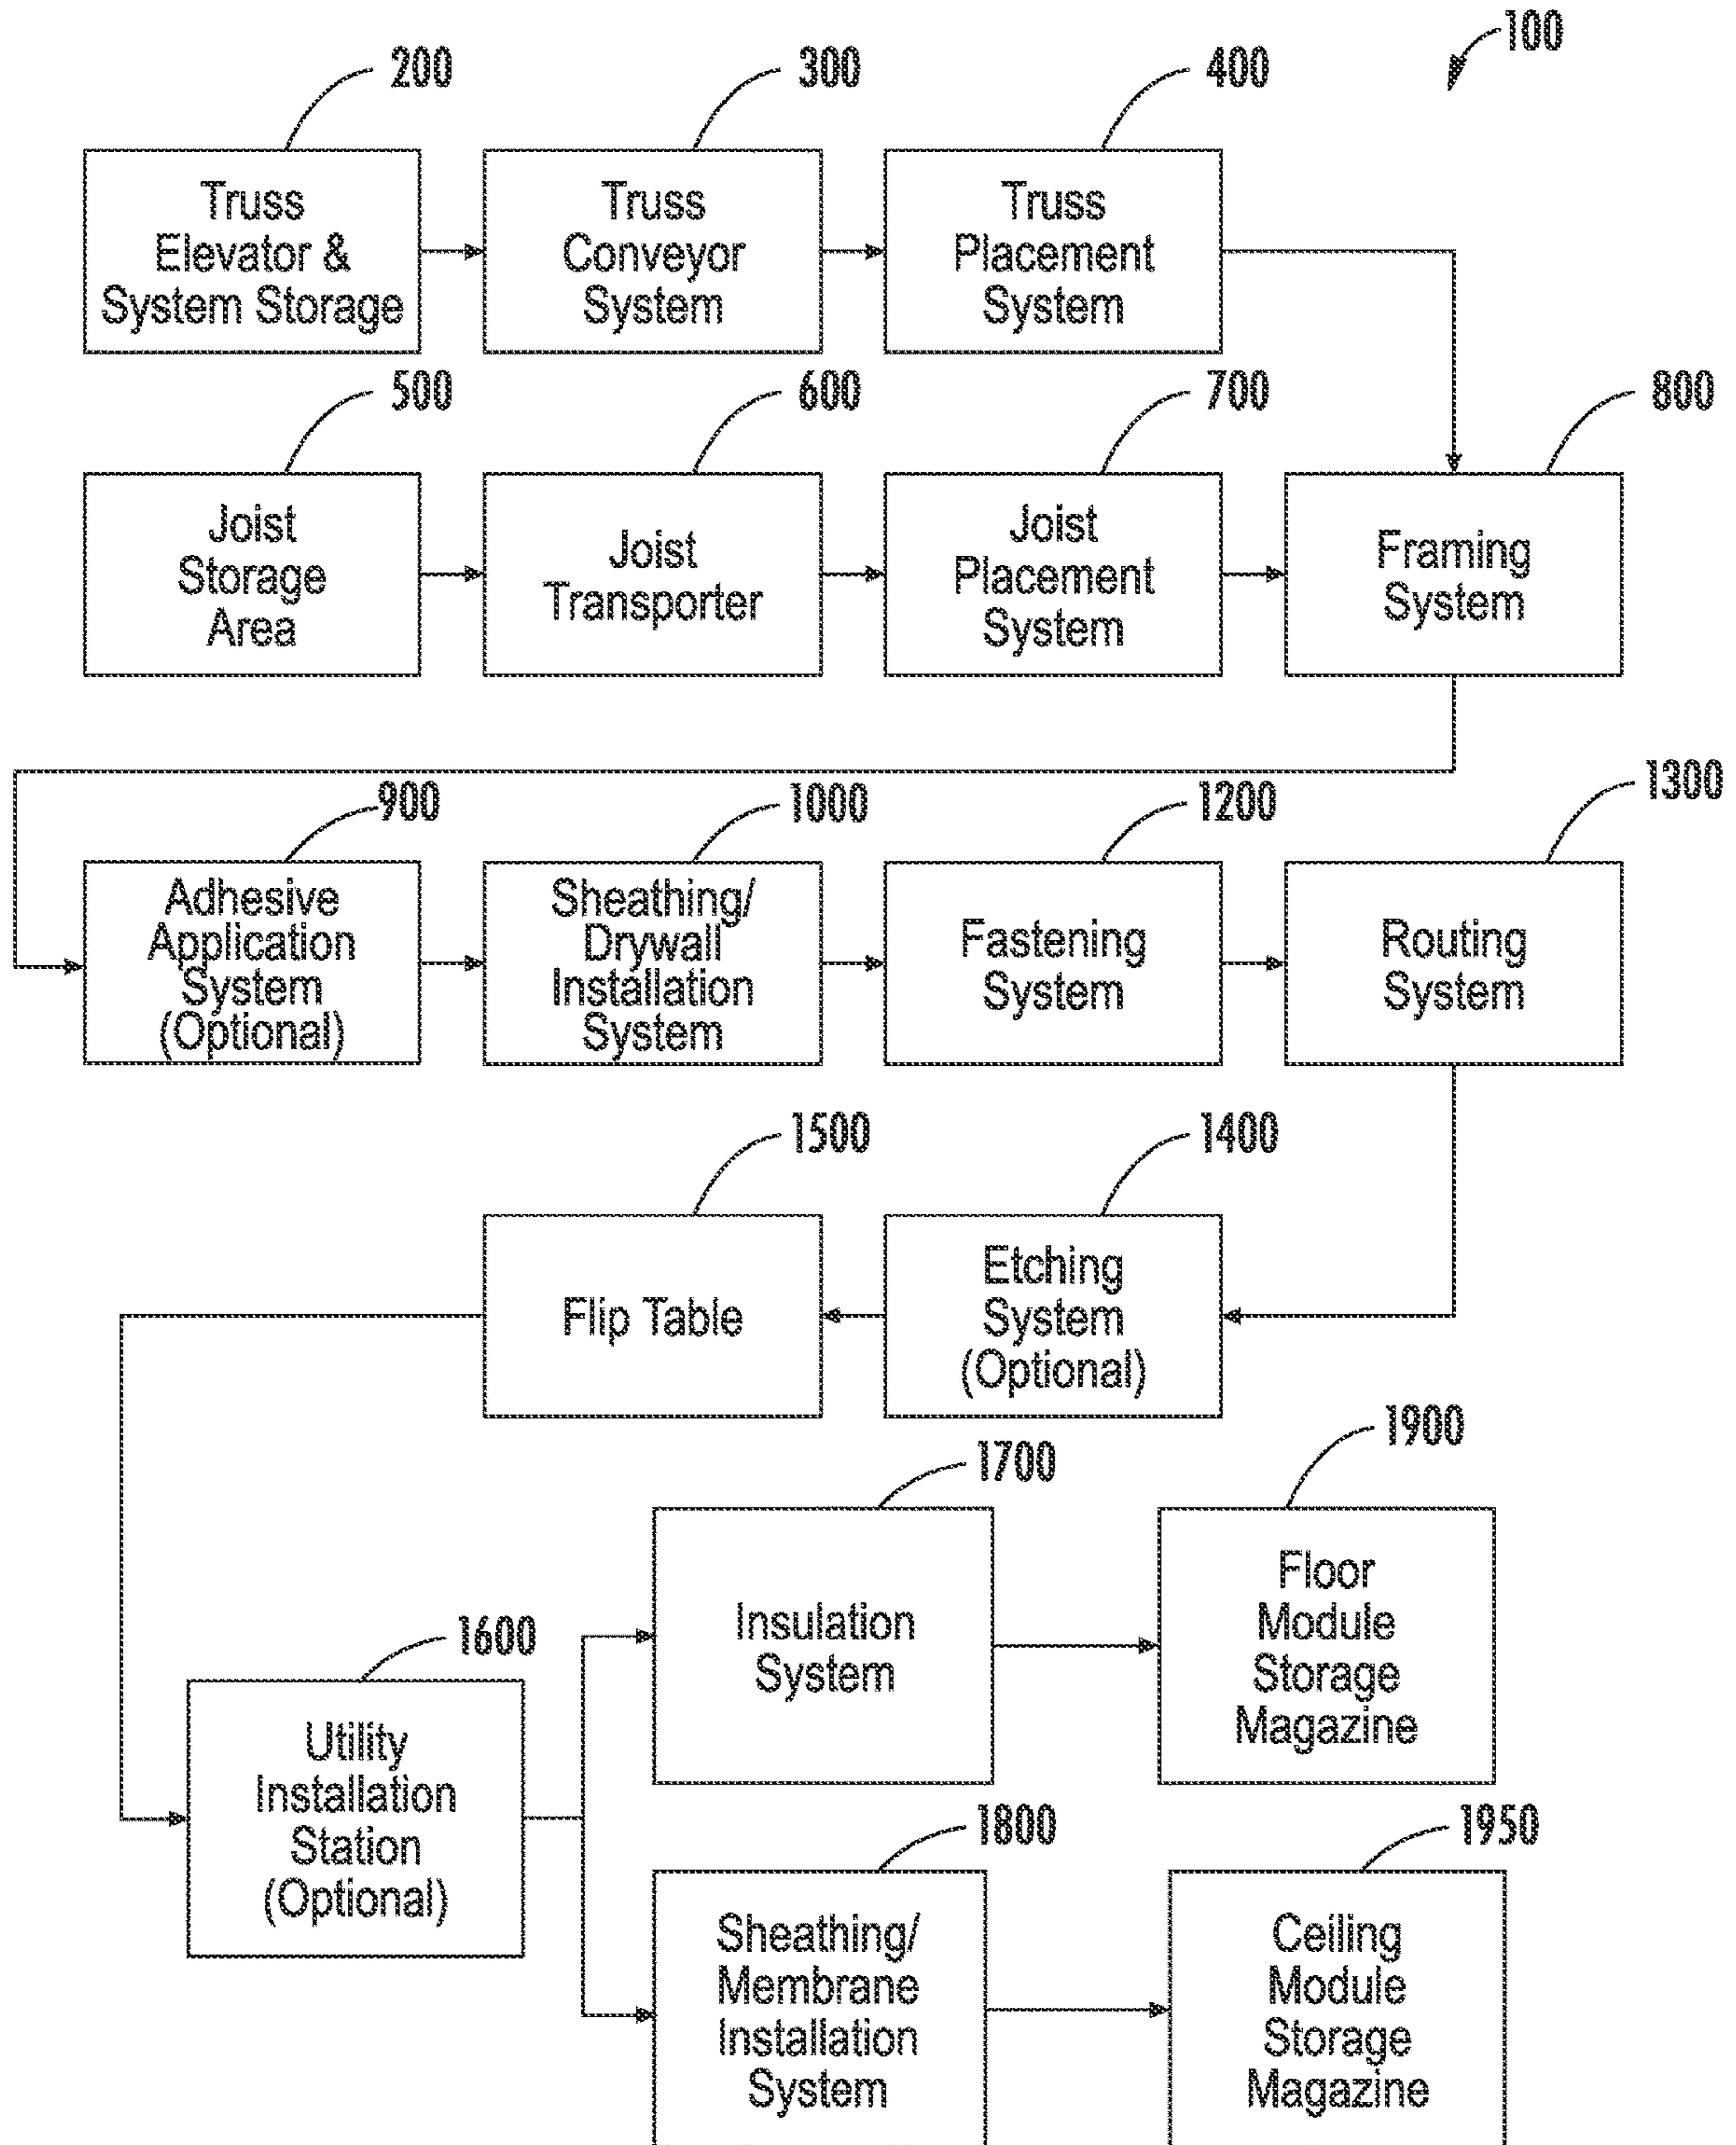 100
200
300
400
Truss
Elevator &
System Storage
Truss
Conveyor
System
Truss
Placement
System
500
600
700
800
Joist
Storage
Area
Joist
Transporter
Joist
Placement
System
Framing
System
900
1000
1200
1300
Adhesive
Application
System
(Optional)
Sheathing/
Drywall
Installation
System
Fastening
System
Routing
System
1500
1400
Flip Table
Etching
System
(Optional)
1700
1900
Insulation
System
Floor
Module
Storage
Magazine
1600
Utility
Installation
Station
(Optional)
1800
1950
Sheathing/
Membrane
Installation
System
Ceiling
Module
Storage
Magazine